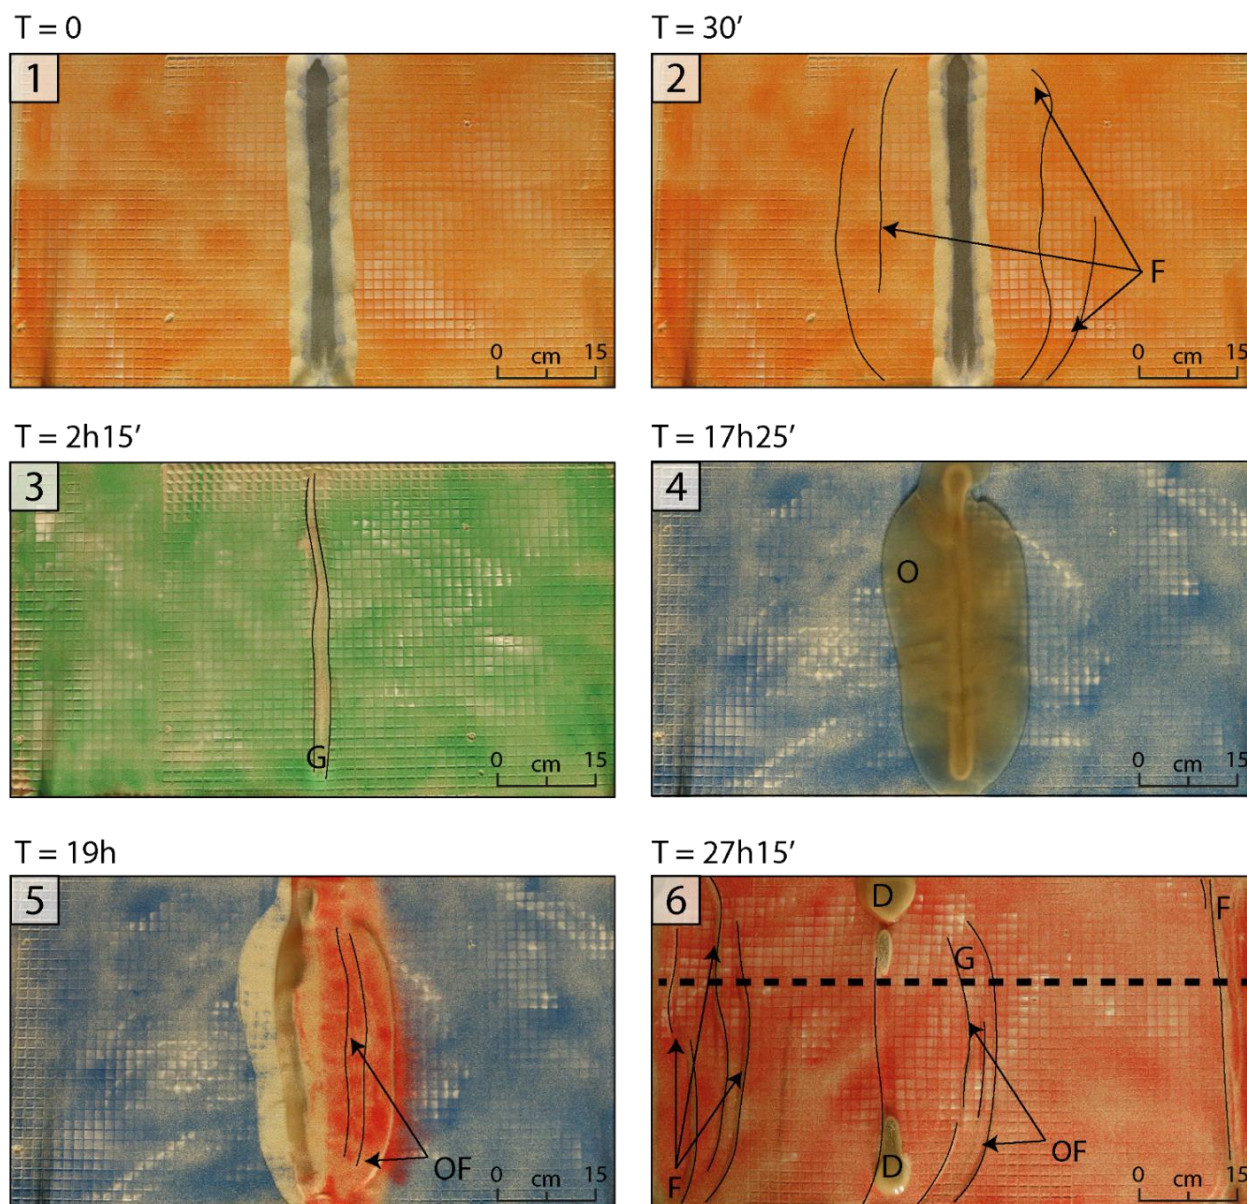 T = 0
T = 30’
1
2
F
0 cm 15
0 cm 15
T = 2h15’
T = 17h25’
3
4
O
G
0 cm 15
0 cm 15
T = 19h
T = 27h15’
5
6
D
F
G
OF
OF
D
F
0 cm 15
0 cm 15